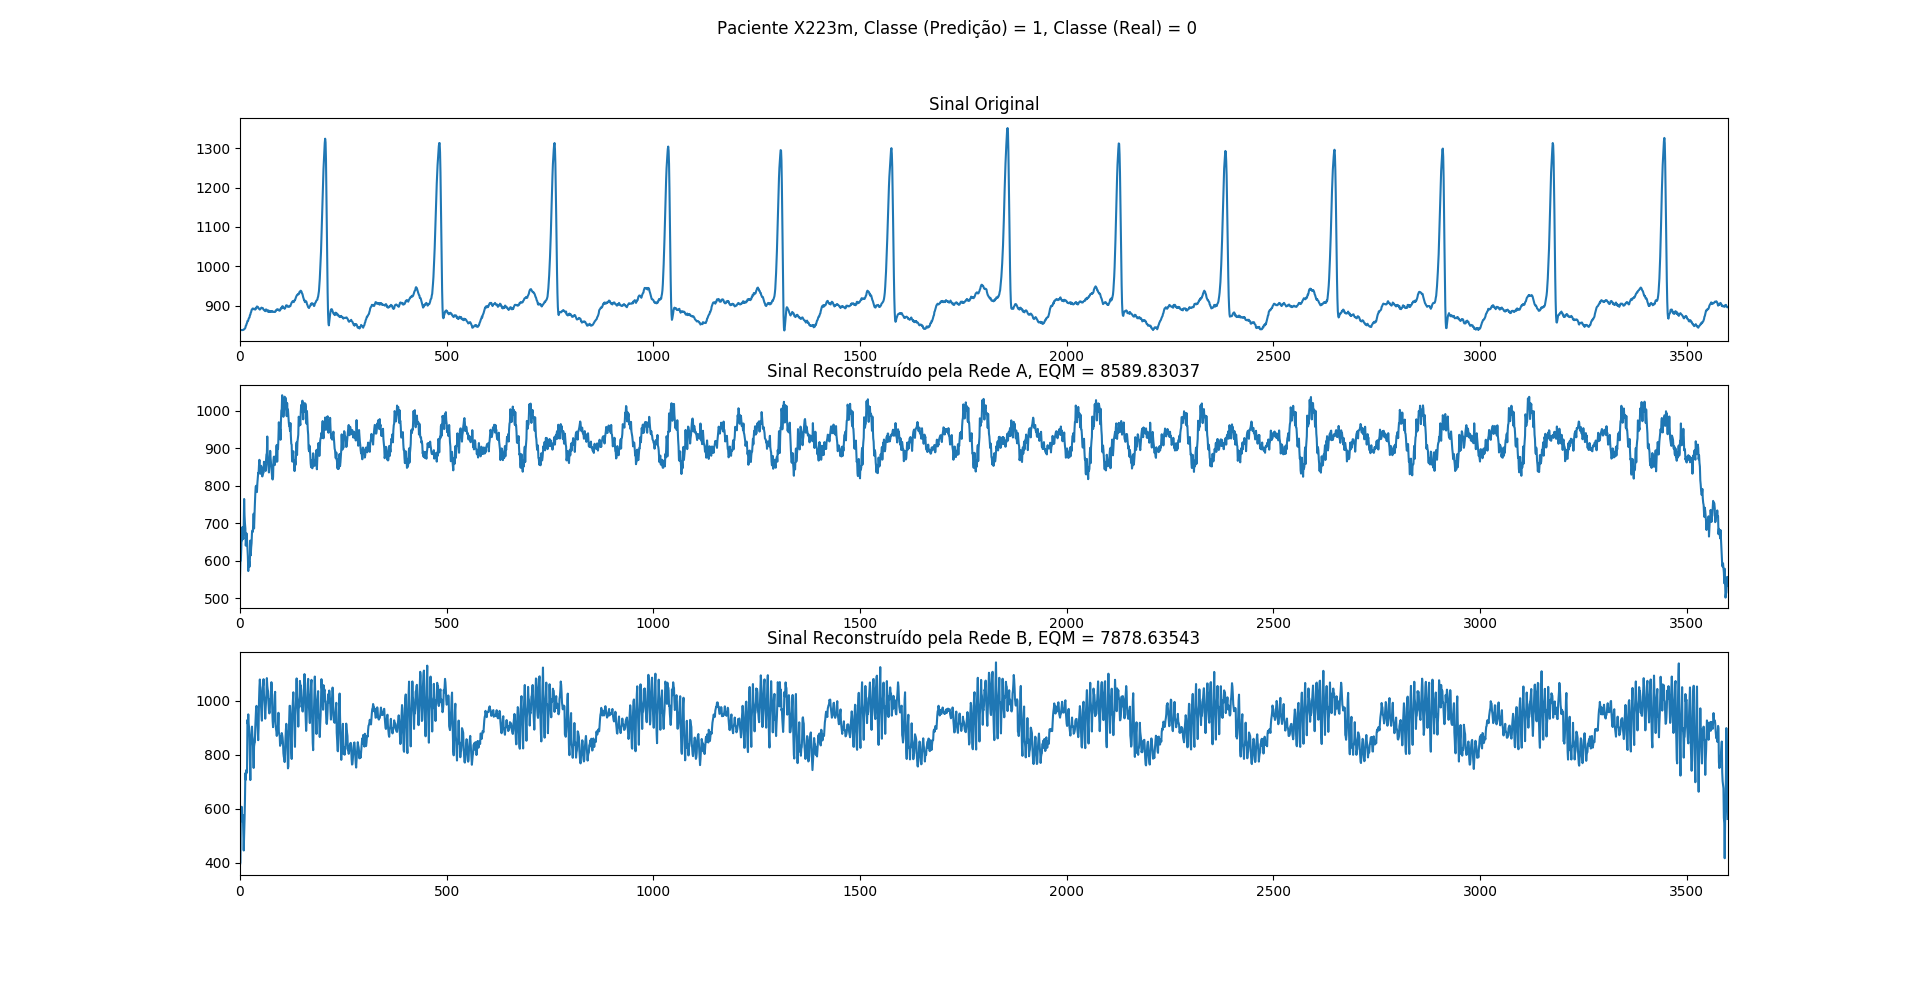 Paciente X223m, Classe (Predição) = 1, Classe (Real) = 0
Sinal Original
1300
1200
1100
1000
900
0 500 1000 1500 2000 2500 3000 3500
Sinal Reconstruído pela Rede A, EQM = 8589.83037
1000
900
800
700
600
500
0 500 1000 1500 2000 2500 3000 3500
Sinal Reconstruído pela Rede B, EQM = 7878.63543
1000
800
600
400
0 500 1000 1500 2000 2500 3000 3500